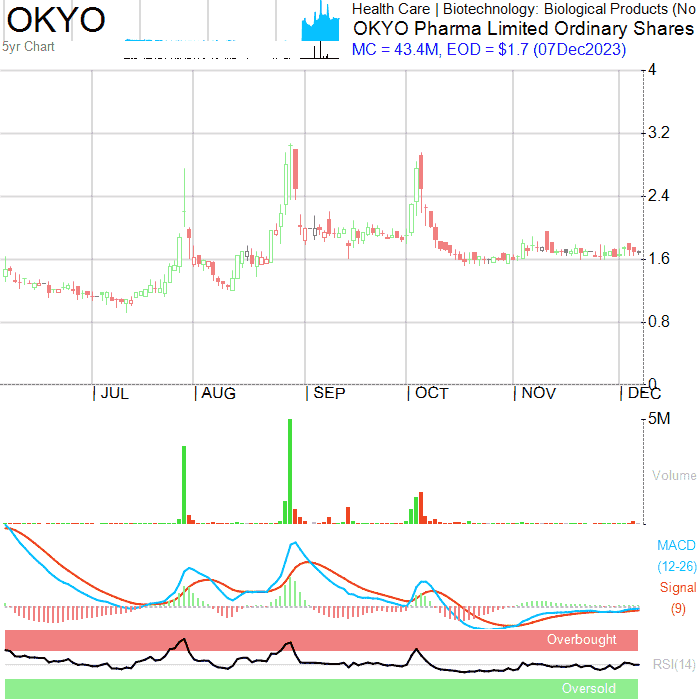 OKYO
5yr Chart
Health Care | Biotechnology: Biological Products (No
OKYO Pharma Limited Ordinary Shares
MC = 43.4M, EOD = $1.7 (07Dec2023)
4
3.2
2.4
1.6
0.8
0
| JUL | AUG | SEP | OCT | NOV | DEC
5M
Volume
MACD
(12-26)
Signal
(9)
Overbought
RSI(14)
Oversold